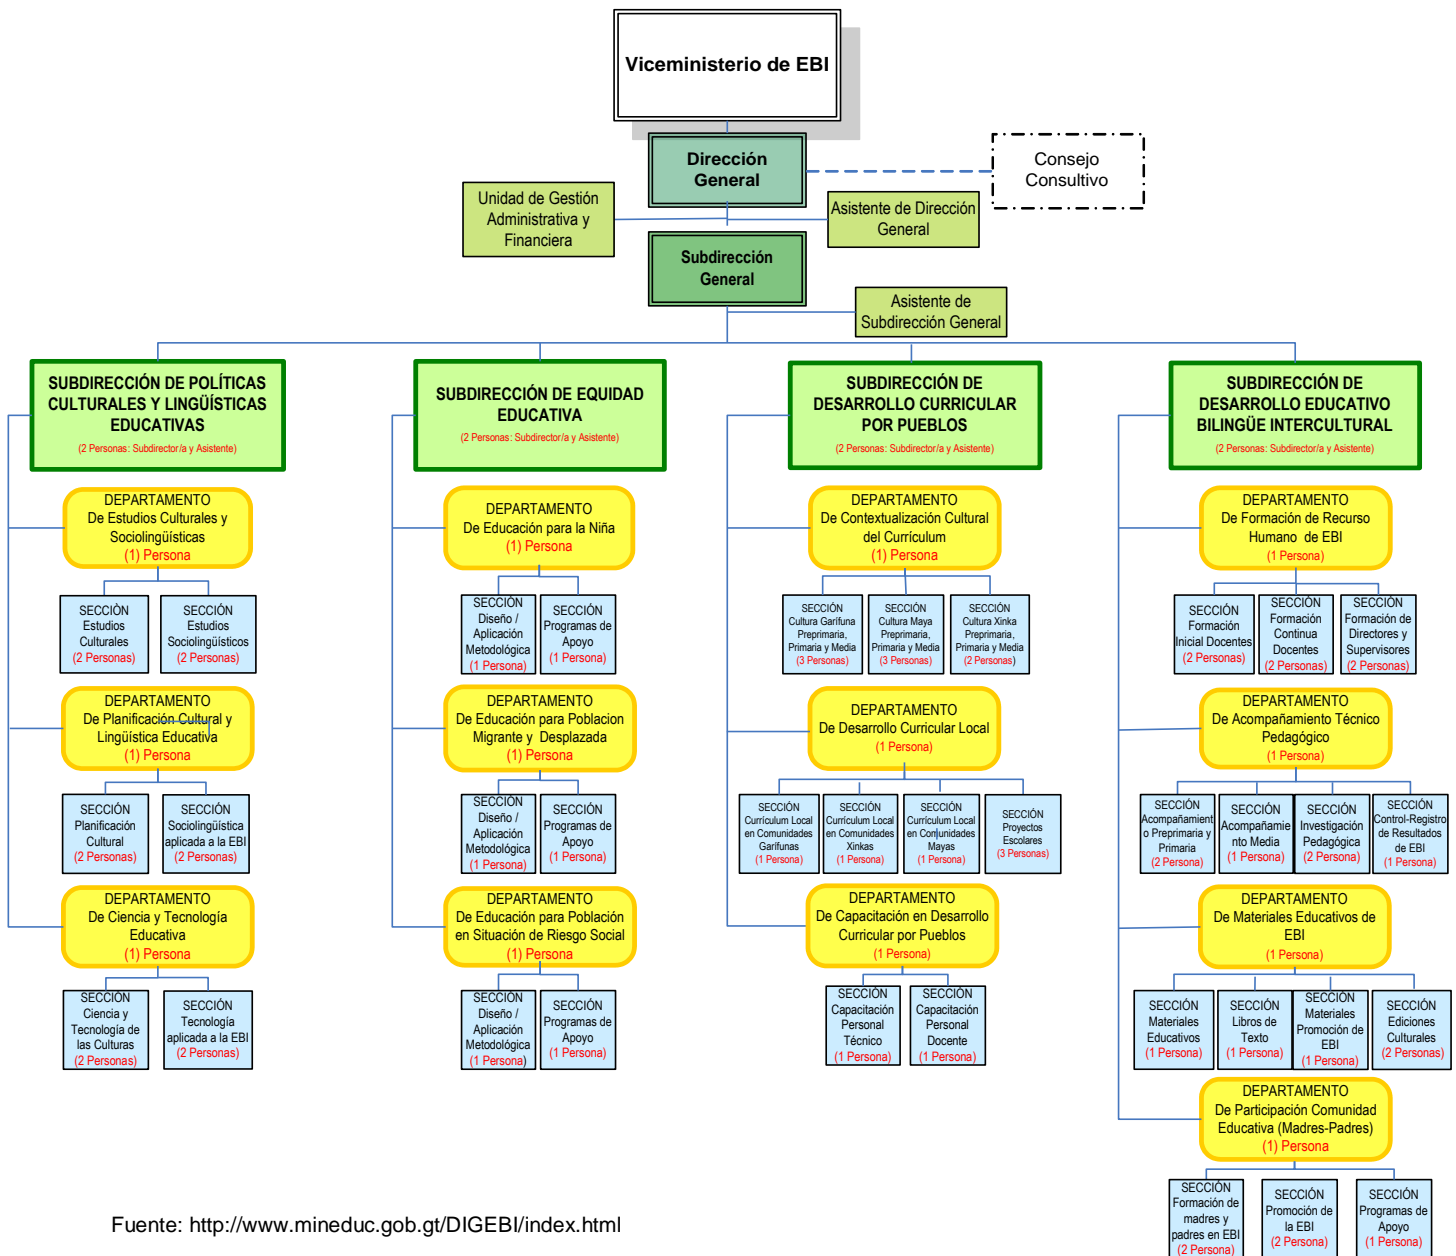 Viceministerio de EBI
Dirección
General
Consejo
Consultivo
Unidad de Gestión
Administrativa y
Financiera
Asistente de Dirección
General
Subdirección
General
Asistente de
Subdirección General
SUBDIRECCIÓN DE POLÍTICAS
CULTURALES Y LINGÜÍSTICAS
EDUCATIVAS
(2 Personas: Subdirector/a y Asistente)
DEPARTAMENTO
De Estudios Culturales y
Sociolingüísticas
(1) Persona
SECCIÒN
Estudios
Culturales
(2 Personas)
SECCIÓN
Estudios
Sociolingüísticos
(2 Personas)
DEPARTAMENTO
De Planificación Cultural y
Lingüística Educativa
(1) Persona
SECCIÓN
Planificación
Cultural
(2 Personas)
SECCIÓN
Sociolingüística
aplicada a la EBI
(2 Personas)
DEPARTAMENTO
De Ciencia y Tecnología
Educativa
(1) Persona
SECCIÓN
Ciencia y
Tecnología de
las Culturas
(2 Personas)
SECCIÓN
Tecnología
aplicada a la EBI
(2 Personas)
SUBDIRECCIÓN DE EQUIDAD
EDUCATIVA
(2 Personas: Subdirector/a y Asistente)
DEPARTAMENTO
De Educación para la Niña
(1) Persona
SECCIÓN
Diseño /
Aplicación
Metodológica
(1 Persona)
SECCIÓN
Programas de
Apoyo
(1 Persona)
DEPARTAMENTO
De Educación para Poblacion
Migrante y Desplazada
(1) Persona
SECCIÓN
Diseño /
Aplicación
Metodológica
(1 Persona)
SECCIÓN
Programas de
Apoyo
(1 Persona)
DEPARTAMENTO
De Educación para Población
en Situación de Riesgo Social
(1) Persona
SECCIÓN
Diseño /
Aplicación
Metodológica
(1 Persona)
SECCIÓN
Programas de
Apoyo
(1 Persona)
SUBDIRECCIÓN DE
DESARROLLO CURRICULAR
POR PUEBLOS
(2 Personas: Subdirector/a y Asistente)
DEPARTAMENTO
De Contextualización Cultural
del Currículum
(1) Persona
SECCIÓN
Cultura Garífuna
Preprimaria,
Primaria y Media
(3 Personas)
SECCIÓN
Cultura Maya
Preprimaria,
Primaria y Media
(3 Personas)
SECCIÓN
Cultura Xinka
Preprimaria,
Primaria y Media
(2 Personas)
DEPARTAMENTO
De Desarrollo Curricular Local
(1 Persona)
SECCIÓN
Currículum Local
en Comunidades
Garífunas
(1 Persona)
SECCIÓN
Currículum Local
en Comunidades
Xinkas
(1 Persona)
SECCIÓN
Currículum Local
en Comunidades
Mayas
(1 Persona)
SECCIÓN
Proyectos
Escolares
(3 Personas)
DEPARTAMENTO
De Capacitación en Desarrollo
Curricular por Pueblos
(1 Persona)
SECCIÓN
Capacitación
Personal
Técnico
(1 Persona)
SECCIÓN
Capacitación
Personal
Docente
(1 Persona)
SUBDIRECCIÓN DE
DESARROLLO EDUCATIVO
BILINGÜE INTERCULTURAL
(2 Personas: Subdirector/a y Asistente)
DEPARTAMENTO
De Formación de Recurso
Humano de EBI
(1 Persona)
SECCIÓN
Formación
Inicial Docentes
(2 Personas)
SECCIÓN
Formación
Continua
Docentes
(2 Personas)
SECCIÓN
Formación de
Directores y
Supervisores
(2 Personas)
DEPARTAMENTO
De Acompañamiento Técnico
Pedagógico
(1 Persona)
SECCIÓN
Acompañamient
o Preprimaria y
Primaria
(2 Persona)
SECCIÓN
Acompañamie
nto Media
(1 Persona)
SECCIÓN
Investigación
Pedagógica
(2 Persona)
SECCIÓN
Control-Registro
de Resultados
de EBI
(1 Persona)
DEPARTAMENTO
De Materiales Educativos de
EBI
(1 Persona)
SECCIÓN
Materiales
Educativos
(1 Persona)
SECCIÓN
Libros de
Texto
(1 Persona)
SECCIÓN
Materiales
Promoción de
EBI
(1 Persona)
SECCIÓN
Ediciones
Culturales
(2 Personas)
DEPARTAMENTO
De Participación Comunidad
Educativa (Madres-Padres)
(1) Persona
SECCIÓN
Formación de
madres y
padres en EBI
(2 Persona)
SECCIÓN
Promoción de
la EBI
(2 Persona)
SECCIÓN
Programas de
Apoyo
(1 Persona)
Fuente: http://www.mineduc.gob.gt/DIGEBI/index.html